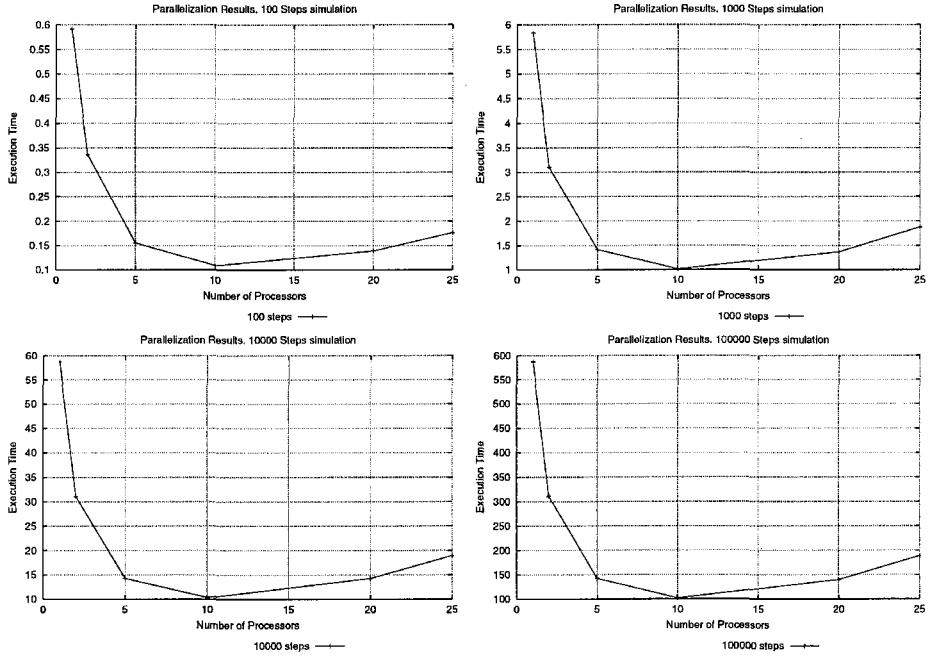 Parallelization Results, 100 Steps simulation
0.6
0.55
0.5
0.45
0.4
0.35
0.3
0.25
0.2
0.15
0.1
Execution Time
0 5 10 15 20 25
Number of Processors
100 steps
Parallelization Results, 1000 Steps simulation
6
5.5
5
4.5
4
3.5
3
2.5
2
1.5
1
Execution Time
0 5 10 15 20 25
Number of Processors
1000 steps
Parallelization Results, 10000 Steps simulation
60
55
50
45
40
35
30
25
20
15
10
Execution Time
0 5 10 15 20 25
Number of Processors
10000 steps
Parallelization Results, 100000 Steps simulation
600
550
500
450
400
350
300
250
200
150
100
Execution Time
0 5 10 15 20 25
Number of Processors
100000 steps